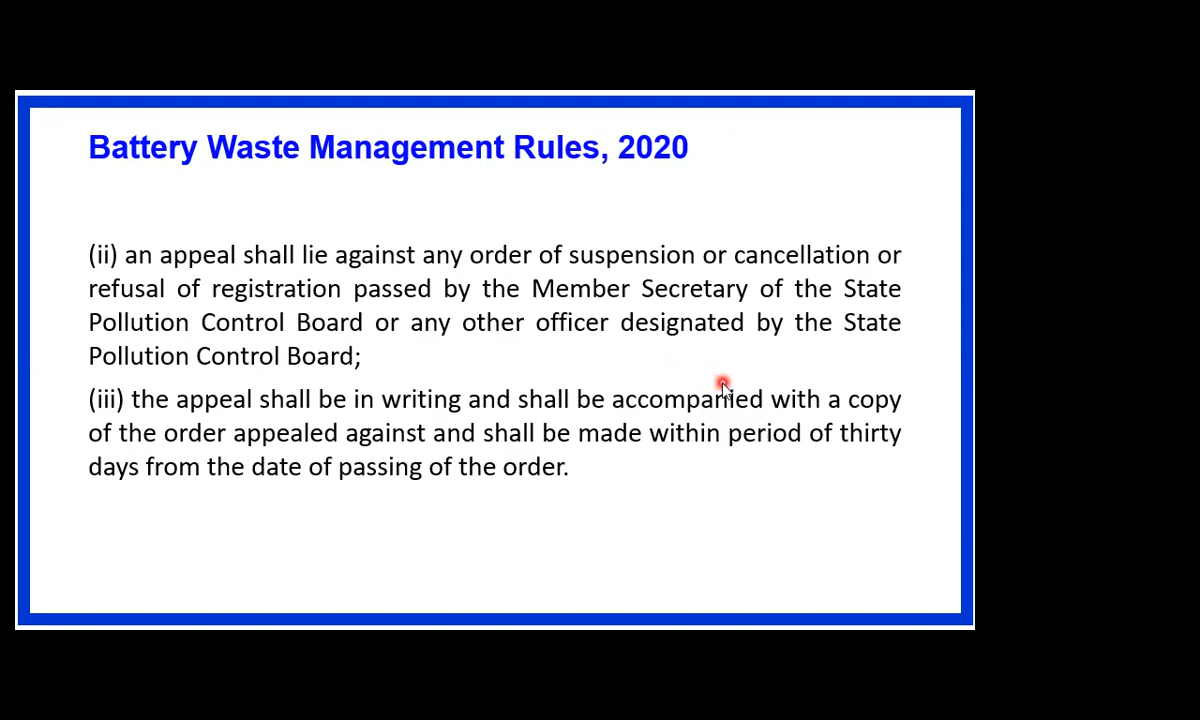 Battery Waste Management Rules, 2020
(ii) an appeal shall lie against any order of suspension or cancellation or
refusal of registration passed by the Member Secretary of the State
Pollution Control Board or any other officer designated by the State
Pollution Control Board;
(iii) the appeal shall be in writing and shall be accompanied with a copy
of the order appealed against and shall be made within period of thirty
days from the date of passing of the order.